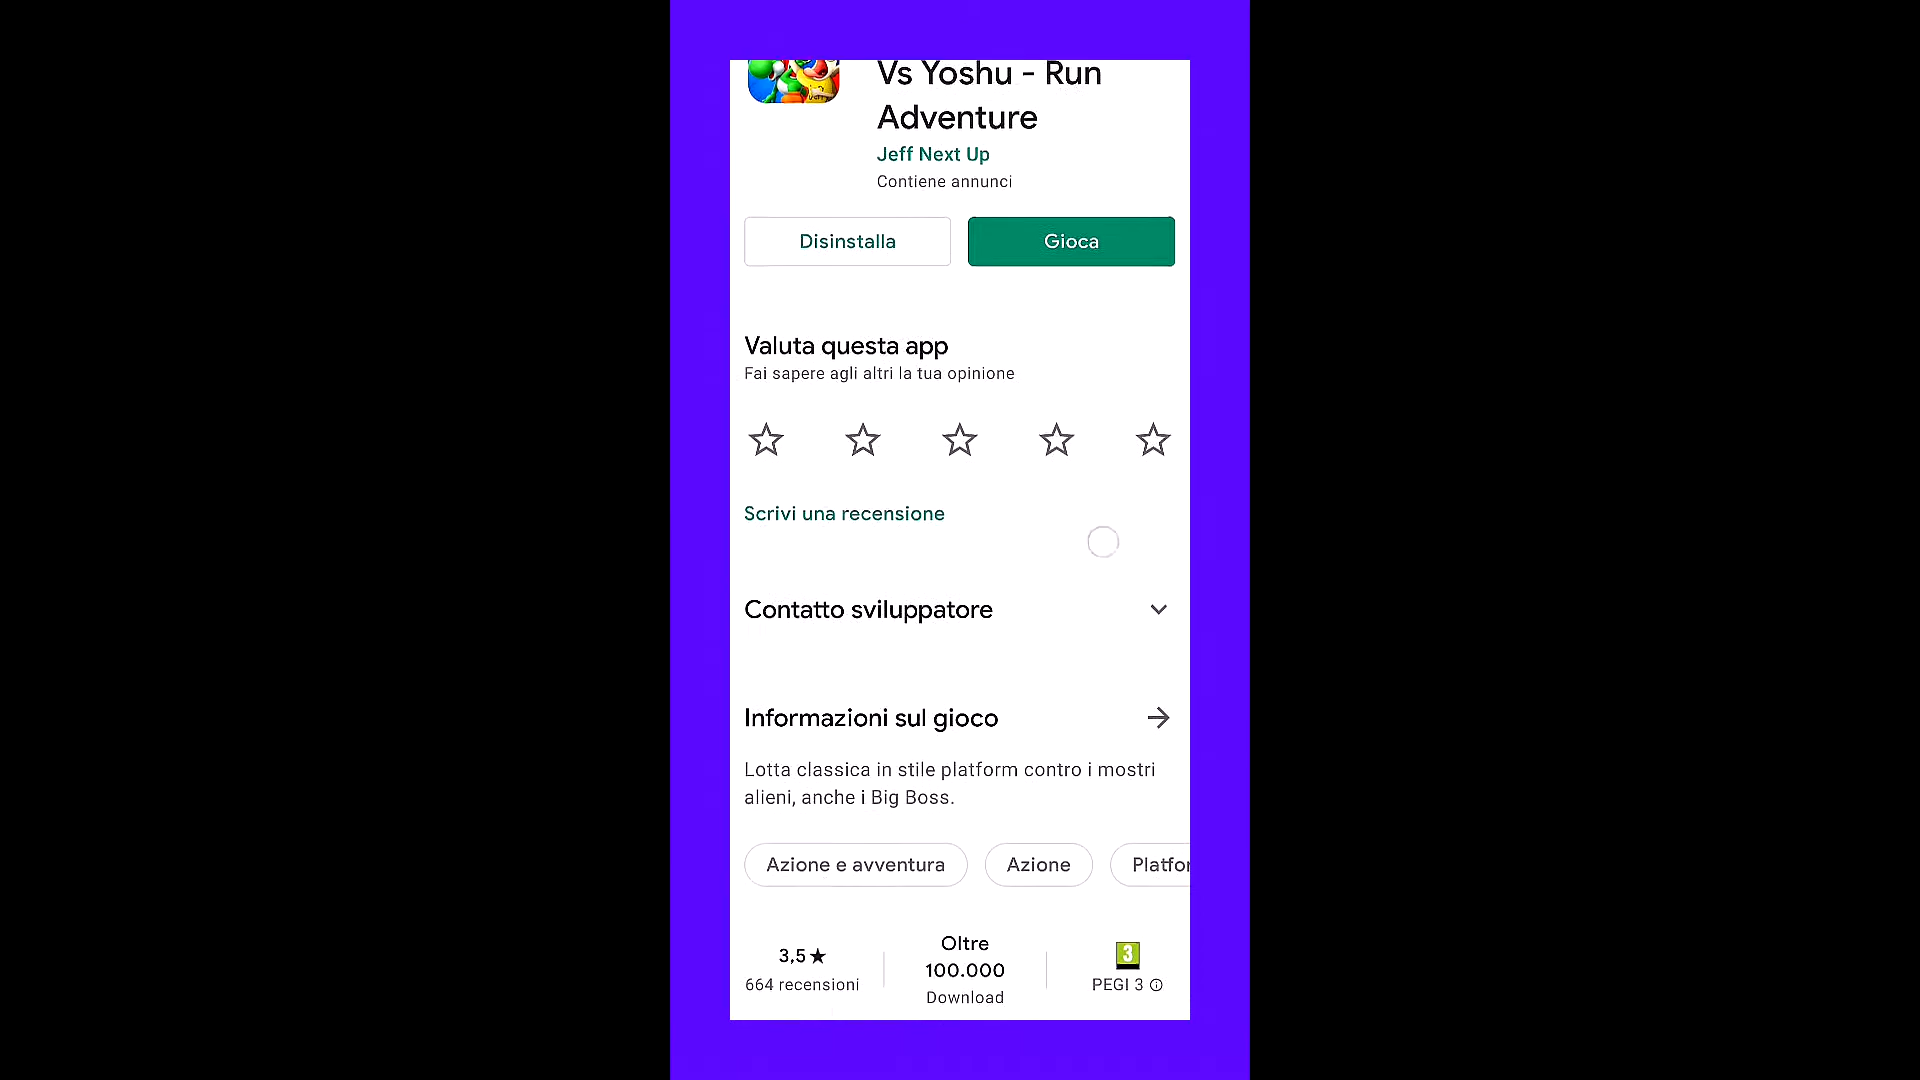 Vs Yoshu - Run
Adventure
Jeff Next Up
Contiene annunci
Disinstalla
Gioca
Valuta questa app
Fai sapere agli altri la tua opinione
Scrivi una recensione
Contatto sviluppatore
Informazioni sul gioco
Lotta classica in stile platform contro i mostri
alieni, anche i Big Boss.
Azione e avventura
Azione
Platfor
3,5★
664 recensioni
Oltre
100.000
Download
3
PEGI 3